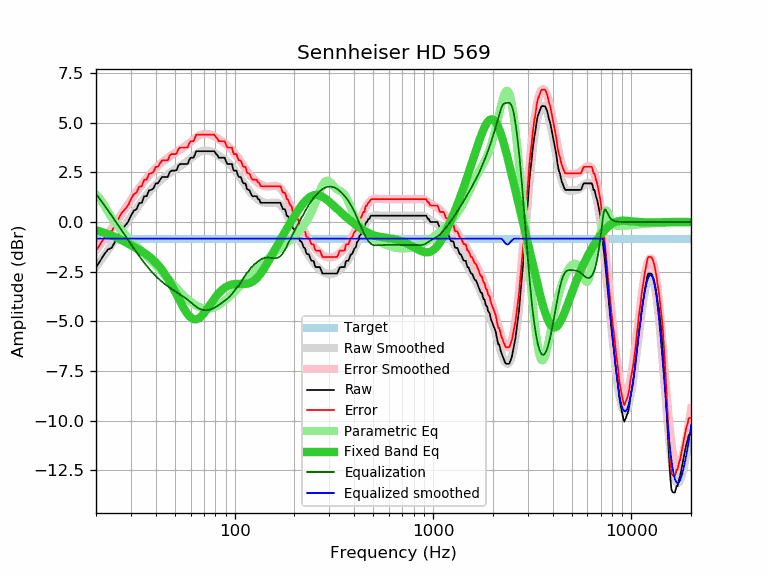 Sennheiser HD 569
7.5
5.0
2.5
0.0
−2.5
−5.0
−7.5
−10.0
−12.5
Amplitude (dBr)
Target
Raw Smoothed
Error Smoothed
Raw
Error
Parametric Eq
Fixed Band Eq
Equalization
Equalized smoothed
100
1000
10000
Frequency (Hz)